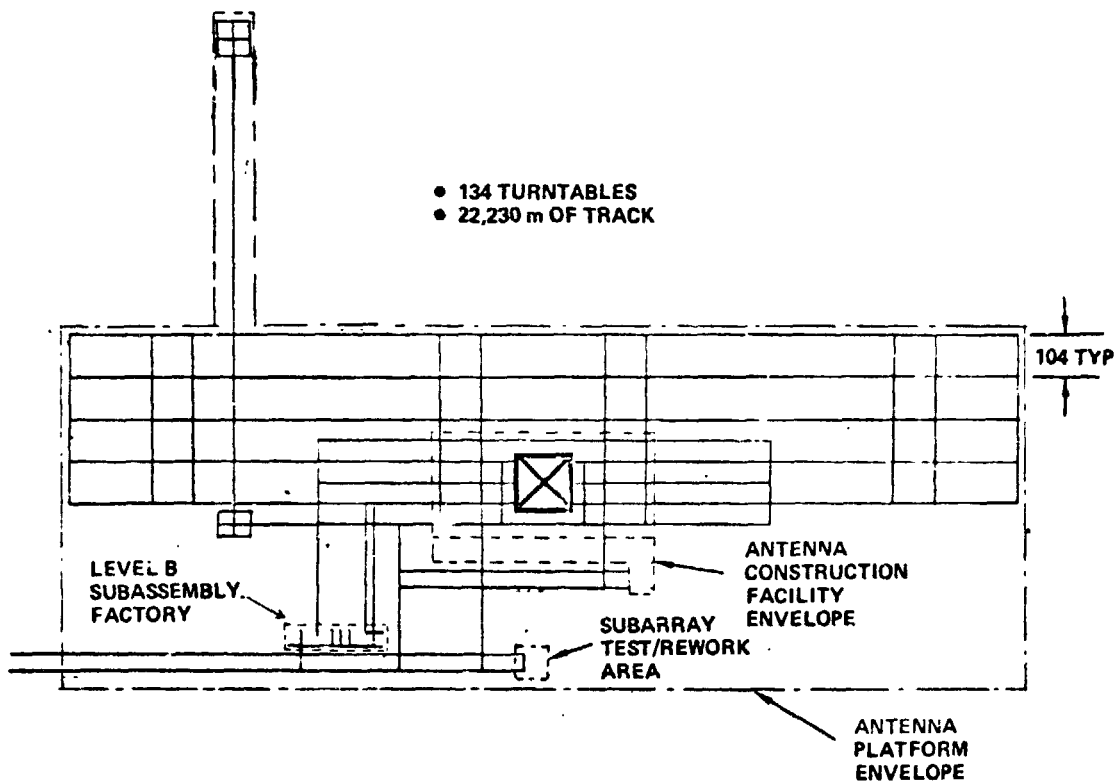 ● 134 TURNTABLES
● 22,230 m OF TRACK
104 TYP
LEVEL B
SUBASSEMBLY
FACTORY
ANTENNA
CONSTRUCTION
FACILITY
ENVELOPE
SUBARRAY
TEST/REWORK
AREA
ANTENNA
PLATFORM
ENVELOPE